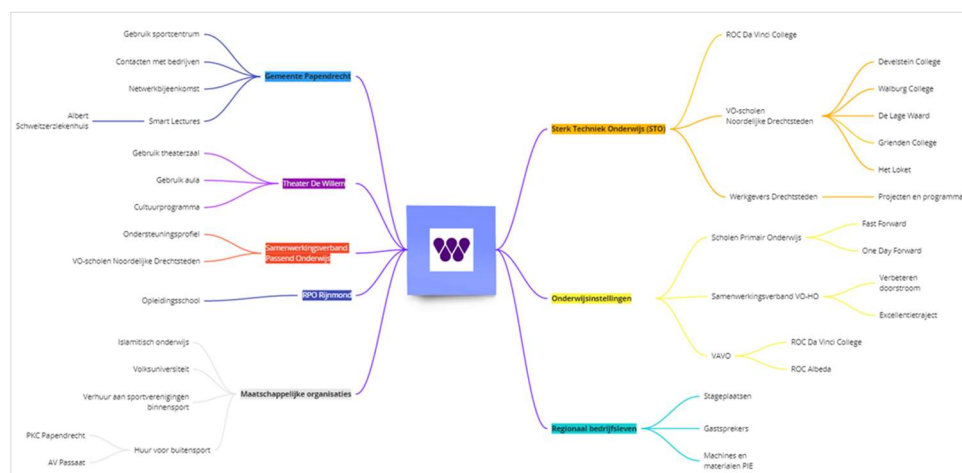 Gebruik sportcentrum
Contacten met bedrijven
Netwerkbijeenkomst
Albert
Schweitzerziekenhuis
Smart Lectures
Gemeente Papendrecht
Gebruik theaterzaal
Gebruik aula
Cultuurprogramma
Theater De Willem
Ondersteuningsprofiel
VO-scholen Noordelijke Drechtsteden
Samenwerkingsverband
Passend Onderwijs
Opleidingsschool
RPO Rijnmond
Islamitisch onderwijs
Volksuniversiteit
Verhuur aan sportverenigingen
binnensport
PKC Papendrecht
AV Passaat
Huur voor buitensport
Maatschappelijke organisaties
Sterk Techniek Onderwijs (STO)
ROC Da Vinci College
VO-scholen
Noordelijke Drechtsteden
Develstein College
Walburg College
De Lage Waard
Grienden College
Het Loket
Werkgevers Drechtsteden
Projecten en programma
Onderwijsinstellingen
Scholen Primair Onderwijs
Fast Forward
One Day Forward
Samenwerkingsverband VO-HO
Verbeteren
doorstroom
Excellentietraject
VAVO
ROC Da Vinci College
ROC Albeda
Regionaal bedrijfsleven
Stageplaatsen
Gastsprekers
Machines en
materialen PIE